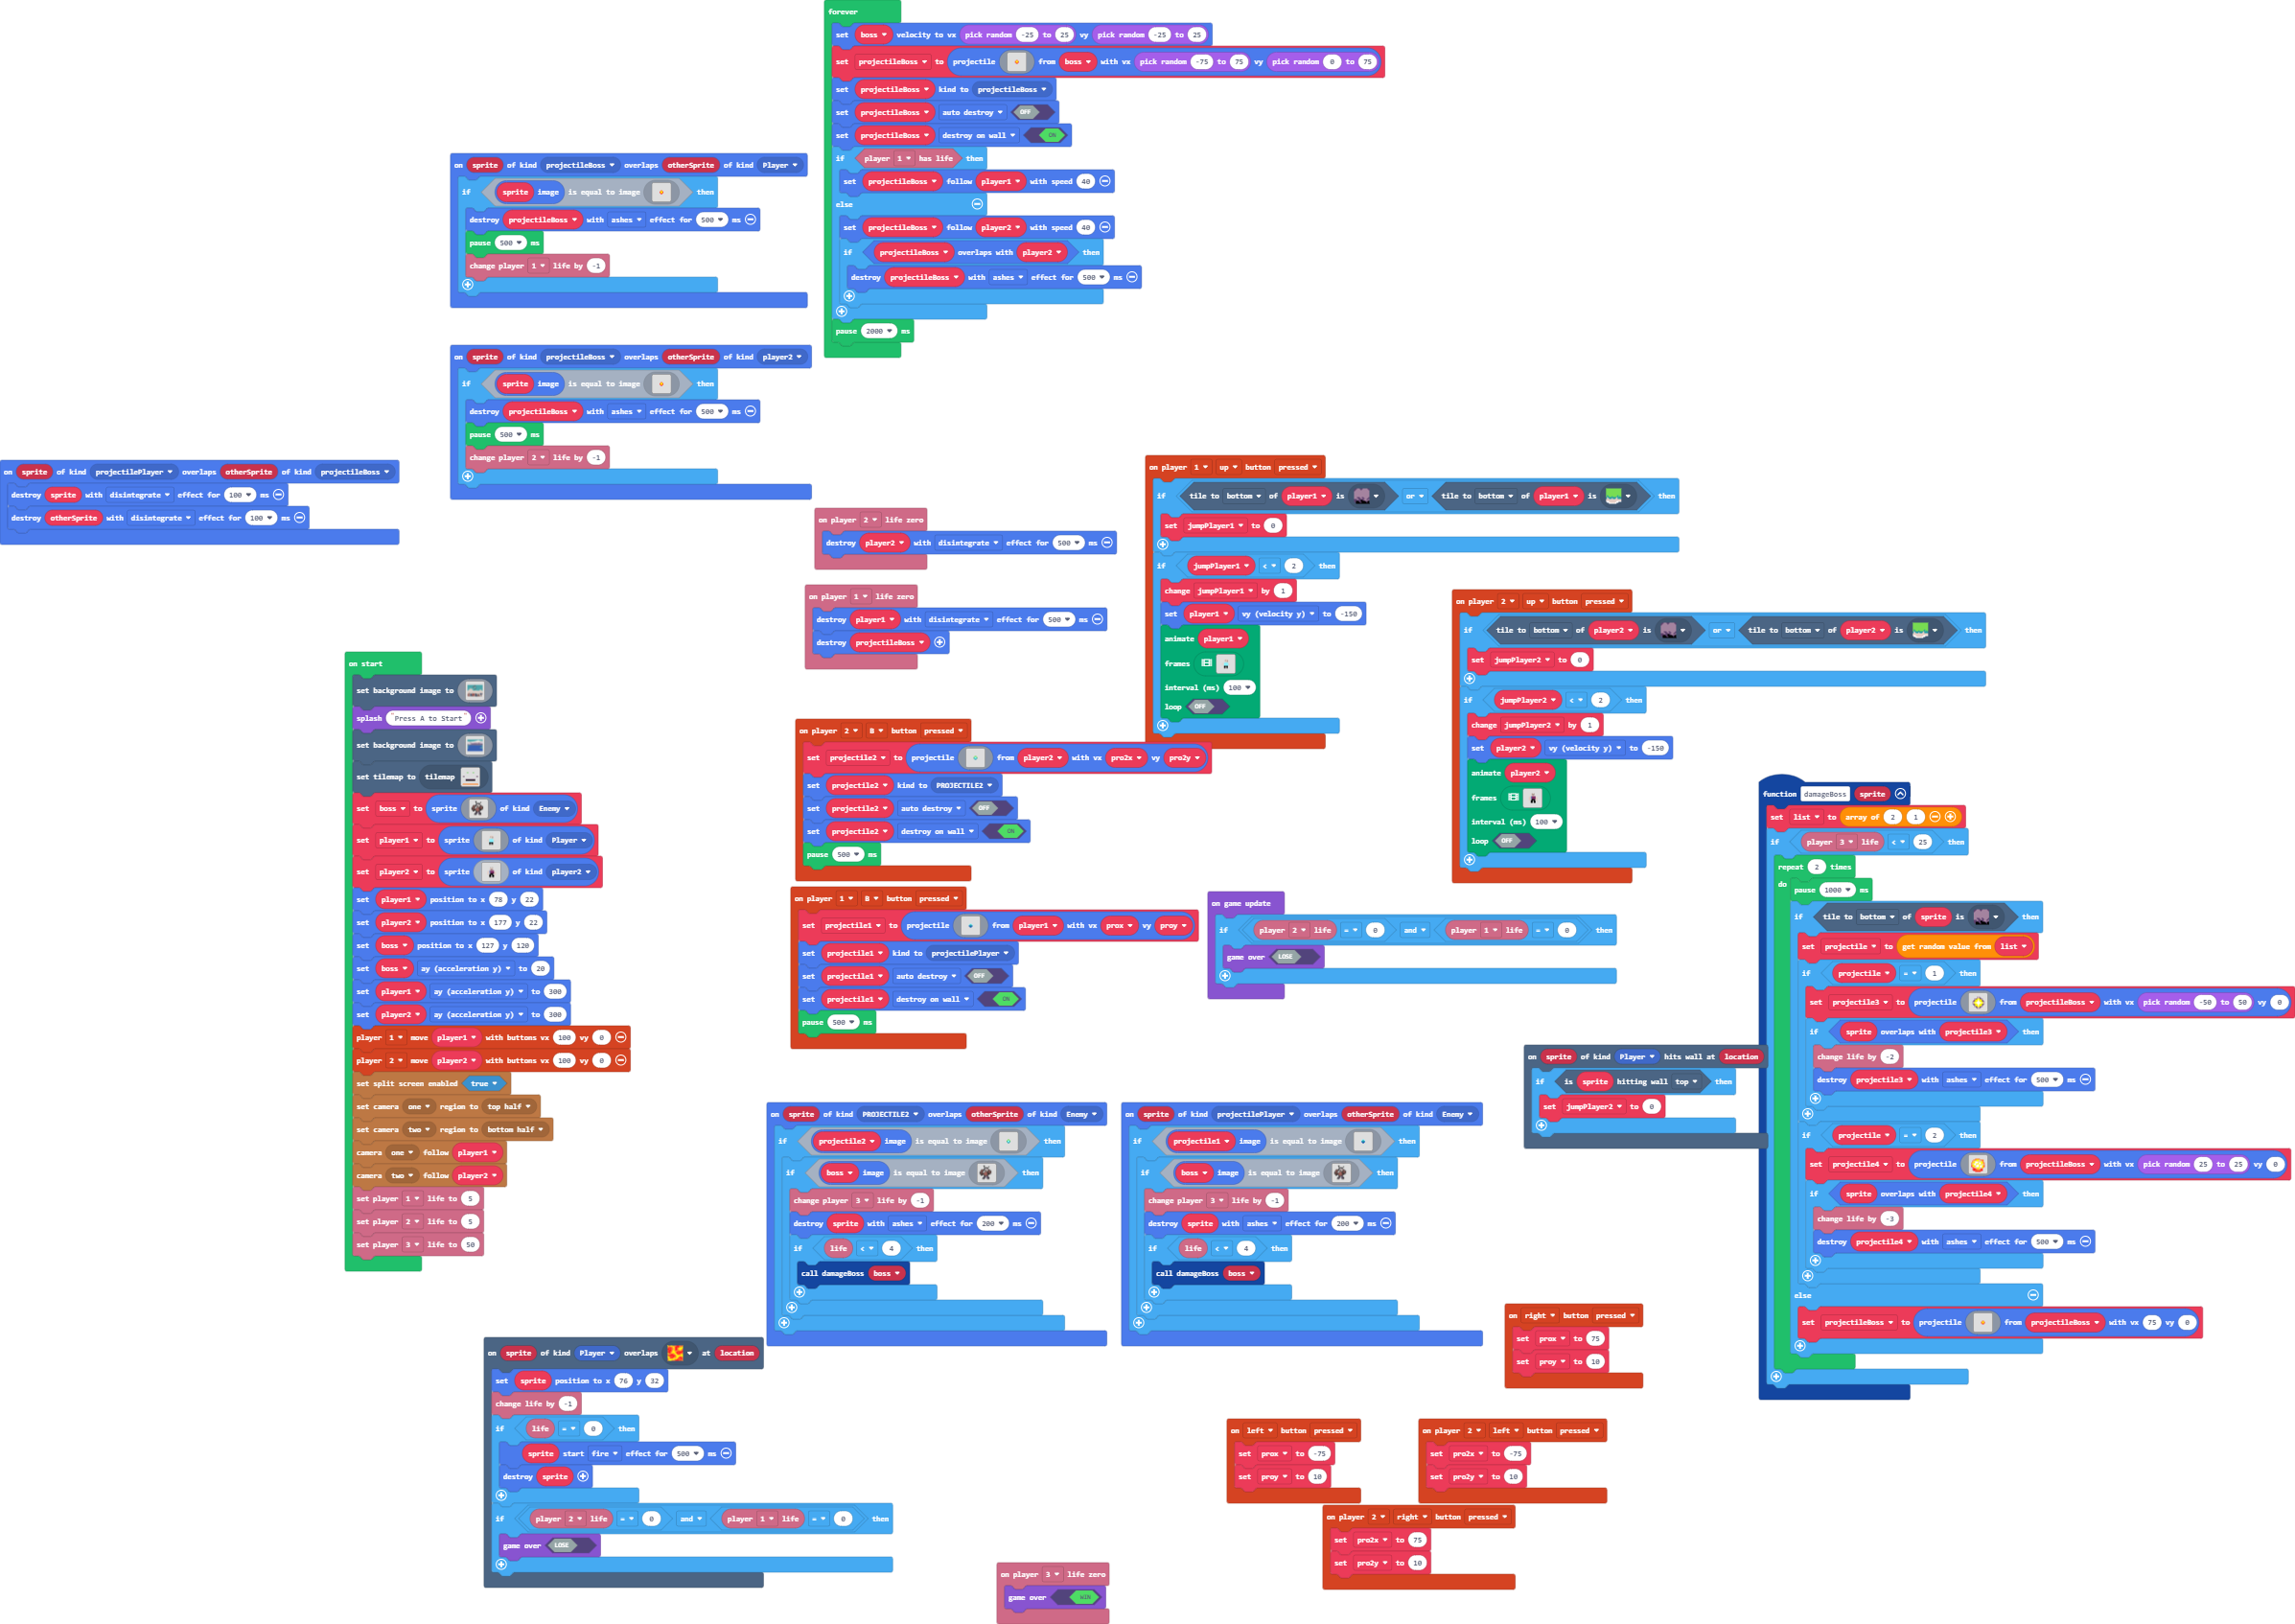 forever
set boss velocity to vx pick random -25 to 25 vy pick random -25 to 25
set projectileBoss to projectile from boss with vx pick random -75 to 75 vy pick random 0 to 75
set projectileBoss kind to projectileBoss
set projectileBoss auto destroy OFF
set projectileBoss destroy on wall ON
if player 1 has life then
set projectileBoss follow player1 with speed 40
else
set projectileBoss follow player2 with speed 40
if projectileBoss overlaps with player2 then
destroy projectileBoss with ashes effect for 500 ms
pause 2000 ms
on sprite of kind projectileBoss overlaps otherSprite of kind Player
if sprite image is equal to image then
destroy projectileBoss with ashes effect for 500 ms
pause 500 ms
change player 1 life by -1
on sprite of kind projectileBoss overlaps otherSprite of kind player2
if sprite image is equal to image then
destroy projectileBoss with ashes effect for 500 ms
pause 500 ms
change player 2 life by -1
on sprite of kind projectilePlayer overlaps otherSprite of kind projectileBoss
destroy sprite with disintegrate effect for 100 ms
destroy otherSprite with disintegrate effect for 100 ms
on player 2 life zero
destroy player2 with disintegrate effect for 500 ms
on player 1 life zero
destroy player1 with disintegrate effect for 500 ms
destroy projectileBoss
on player 1 up button pressed
if tile to bottom of player1 is or tile to bottom of player1 is then
set jumpPlayer1 to 0
if jumpPlayer1 < 2 then
change jumpPlayer1 by 1
set player1 vy (velocity y) to -150
animate player1
frames
interval (ms) 100
loop OFF
on player 2 up button pressed
if tile to bottom of player2 is or tile to bottom of player2 is then
set jumpPlayer2 to 0
if jumpPlayer2 < 2 then
change jumpPlayer2 by 1
set player2 vy (velocity y) to -150
animate player2
frames
interval (ms) 100
loop OFF
on start
set background image to
splash "Press A to Start"
set background image to
set tilemap to tilemap
set boss to sprite of kind Enemy
set player1 to sprite of kind Player
set player2 to sprite of kind player2
set player1 position to x 78 y 22
set player2 position to x 177 y 22
set boss position to x 127 y 120
set boss ay (acceleration y) to 20
set player1 ay (acceleration y) to 300
set player2 ay (acceleration y) to 300
player 1 move player1 with buttons vx 100 vy 0
player 2 move player2 with buttons vx 100 vy 0
set split screen enabled true
set camera one region to top half
set camera two region to bottom half
camera one follow player1
camera two follow player2
set player 1 life to 5
set player 2 life to 5
set player 3 life to 50
on player 2 B button pressed
set projectile2 to projectile from player2 with vx pro2x vy pro2y
set projectile2 kind to PROJECTILE2
set projectile2 auto destroy OFF
set projectile2 destroy on wall ON
pause 500 ms
on player 1 B button pressed
set projectile1 to projectile from player1 with vx prox vy proy
set projectile1 kind to projectilePlayer
set projectile1 auto destroy OFF
set projectile1 destroy on wall ON
pause 500 ms
on game update
if player 2 life = 0 and player 1 life = 0 then
game over LOSE
function damageBoss sprite
set list to array of 2 1
if player 3 life < 25 then
repeat 2 times
do
pause 1000 ms
if tile to bottom of sprite is then
set projectile to get random value from list
if projectile = 1 then
set projectile3 to projectile from projectileBoss with vx pick random -50 to 50 vy 0
if sprite overlaps with projectile3 then
change life by -2
destroy projectile3 with ashes effect for 500 ms
if projectile = 2 then
set projectile4 to projectile from projectileBoss with vx pick random 25 to 25 vy 0
if sprite overlaps with projectile4 then
change life by -3
destroy projectile4 with ashes effect for 500 ms
else
set projectileBoss to projectile from projectileBoss with vx 75 vy 0
on sprite of kind Player hits wall at location
if is sprite hitting wall top then
set jumpPlayer2 to 0
on sprite of kind PROJECTILE2 overlaps otherSprite of kind Enemy
if projectile2 image is equal to image then
if boss image is equal to image then
change player 3 life by -1
destroy sprite with ashes effect for 200 ms
if life < 4 then
call damageBoss boss
on sprite of kind projectilePlayer overlaps otherSprite of kind Enemy
if projectile1 image is equal to image then
if boss image is equal to image then
change player 3 life by -1
destroy sprite with ashes effect for 200 ms
if life < 4 then
call damageBoss boss
on right button pressed
set prox to 75
set proy to 10
on sprite of kind Player overlaps at location
set sprite position to x 76 y 32
change life by -1
if life = 0 then
sprite start fire effect for 500 ms
destroy sprite
if player 2 life = 0 and player 1 life = 0 then
game over LOSE
on left button pressed
set prox to -75
set proy to 10
on player 2 left button pressed
set pro2x to -75
set pro2y to 10
on player 2 right button pressed
set pro2x to 75
set pro2y to 10
on player 3 life zero
game over WIN